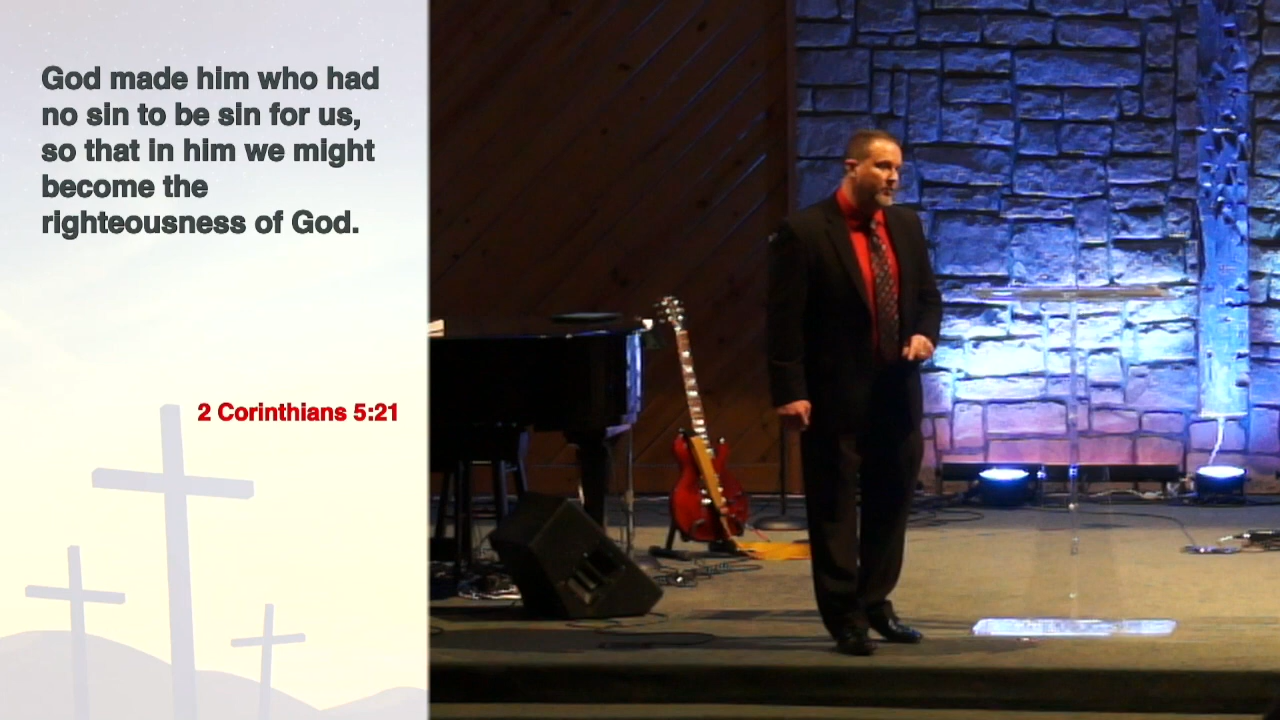 God made him who had
no sin to be sin for us,
so that in him we might
become the
righteousness of God.
2 Corinthians 5:21